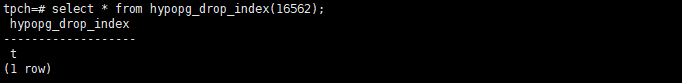 tpch=# select * from hypopg_drop_index(16562);
hypopg_drop_index
-------------------
t
(1 row)